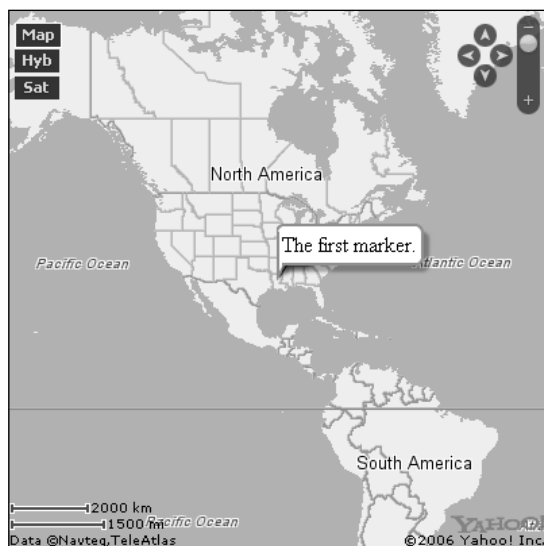 Map
Hyb
Sat
North America
The first marker.
Pacific Ocean
Atlantic Ocean
South America
2000 km
1500 mi
Pacific Ocean
YAHOO!
Data @Navteq,TeleAtlas
©2006 Yahoo! Inc.